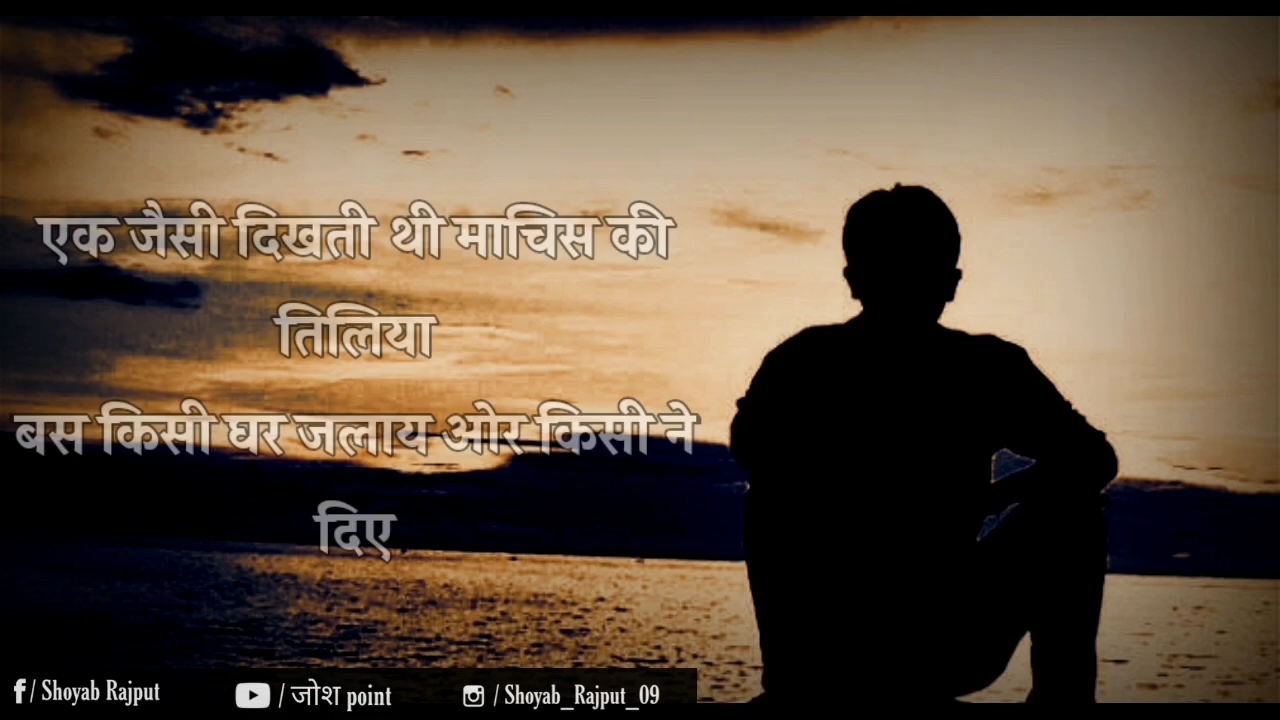 एक जैसी दिखती थी माचिस की
तिलिया
बस किसी घर जलाय ओर किसी ने
दिए
/ Shoyab Rajput / जोश point / Shoyab_Rajput_09